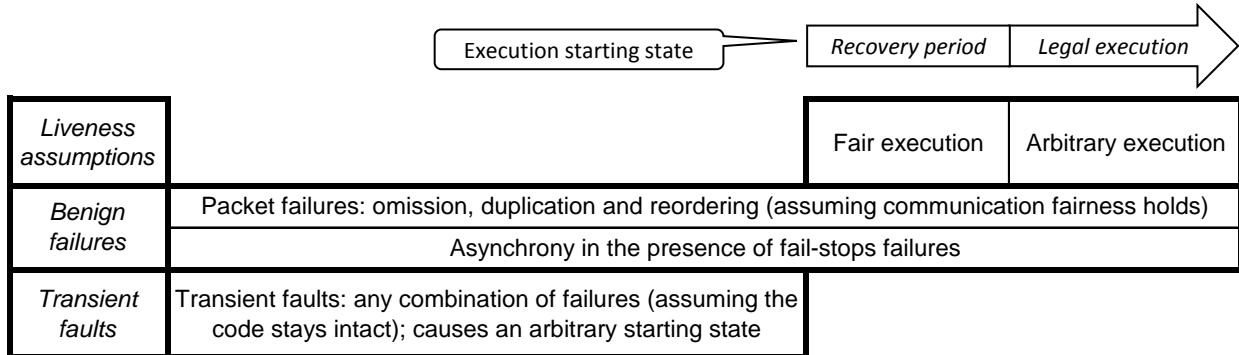 Execution starting state
Recovery period
Legal execution
Liveness
assumptions
Fair execution
Arbitrary execution
Benign
failures
Packet failures: omission, duplication and reordering (assuming communication fairness holds)
Asynchrony in the presence of fail-stops failures
Transient
faults
Transient faults: any combination of failures (assuming the
code stays intact); causes an arbitrary starting state